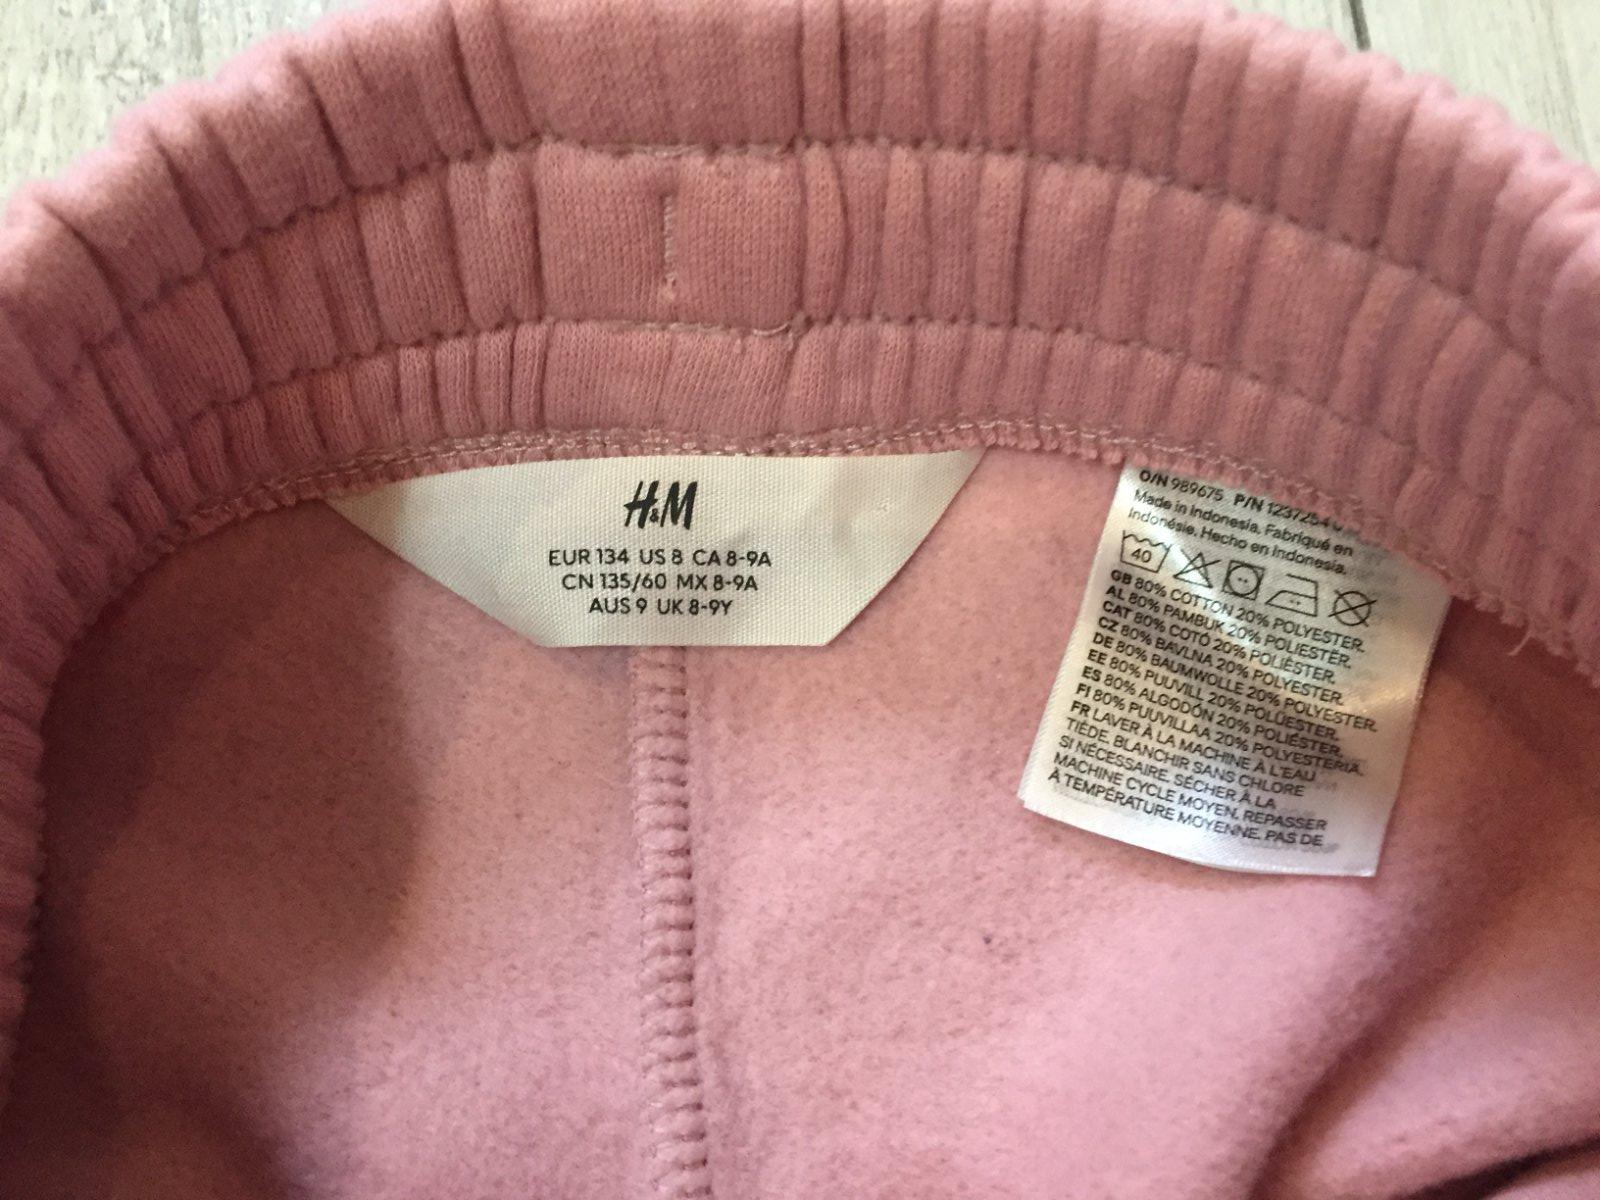 H&M
EUR 134 US 8 CA 8-9A
CN 135/60 MX 8-9A
AUS 9 UK 8-9Y
O/N 989675 P/N 1237254
Made in Indonesia. Fabriqué en
Indonésie. Hecho en Indonesia.
40
GB 80% COTTON 20% POLYESTER.
AL 80% PAMBUK 20% POLIESTËR.
CAT 80% COTÓ 20% POLIÈSTER.
CZ 80% BAVLNA 20% POLYESTER.
DE 80% BAUMWOLLE 20% POLYESTER.
EE 80% PUUVILL 20% POLÜESTER.
ES 80% ALGODÓN 20% POLIÉSTER.
FI 80% PUUVILLAA 20% POLYESTERIA.
FR LAVER À LA MACHINE À L'EAU
TIÈDE. BLANCHIR SANS CHLORE
SI NÉCESSAIRE. SÉCHER À LA
MACHINE CYCLE MOYEN. REPASSER
À TEMPÉRATURE MOYENNE. PAS DE